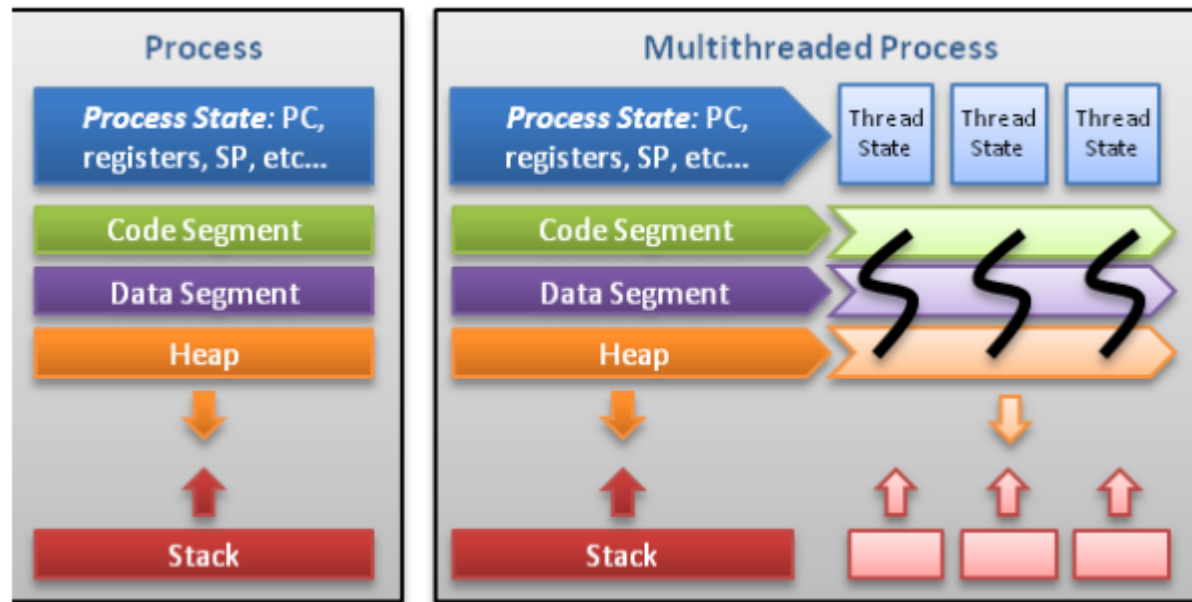 Process
Process State: PC,
registers, SP, etc...
Code Segment
Data Segment
Heap
Stack
Multithreaded Process
Process State: PC,
registers, SP, etc...
Thread
State
Thread
State
Thread
State
Code Segment
Data Segment
Heap
Stack